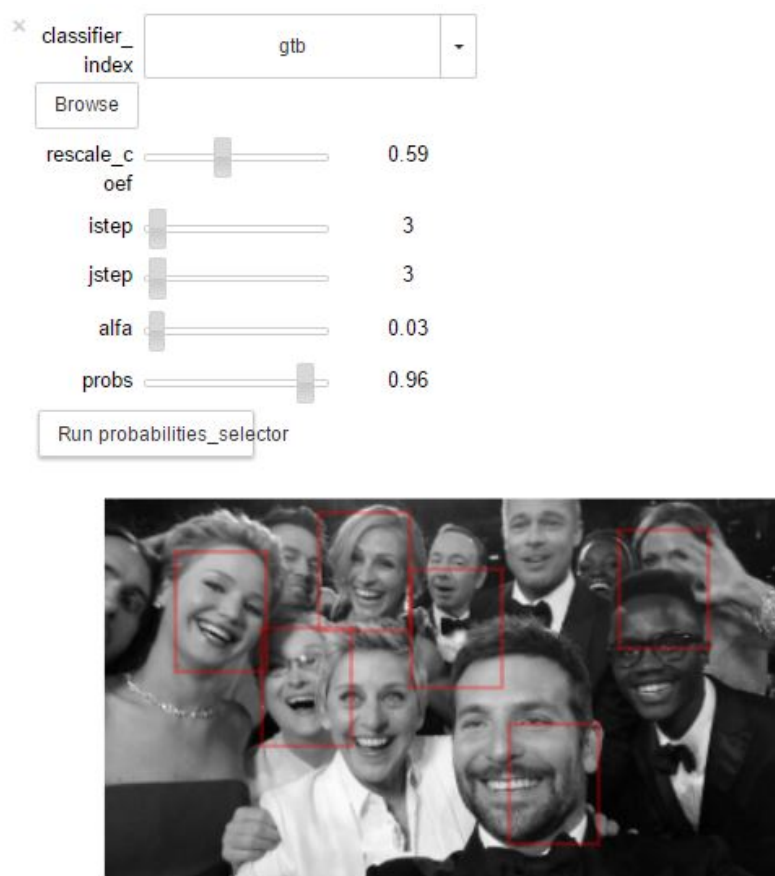 ×
classifier_
index
gtb
Browse
rescale_c
oef
0.59
istep
3
jstep
3
alfa
0.03
probs
0.96
Run probabilities_selector